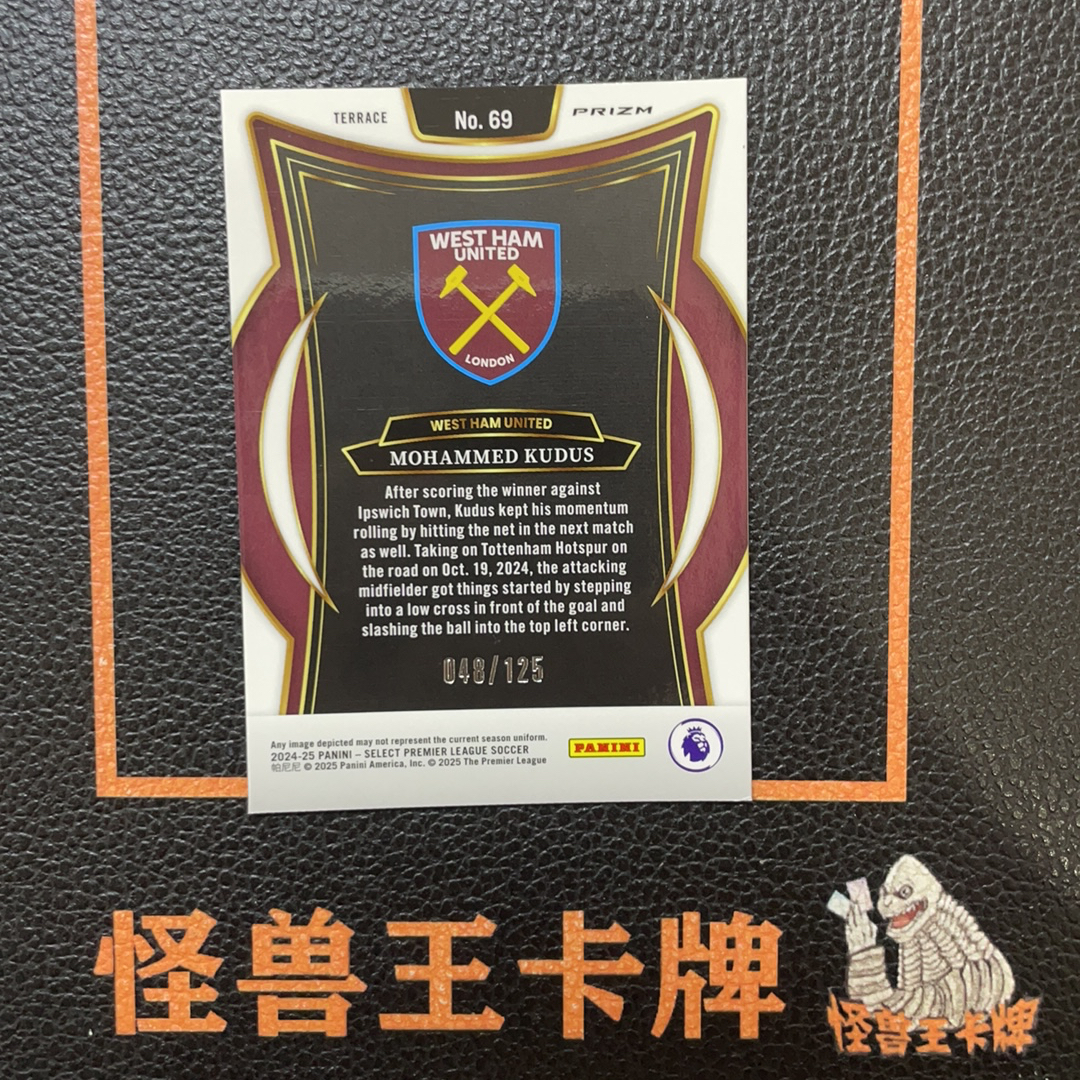 TERRACE
No. 69
PRIZM
WEST HAM
UNITED
LONDON
WEST HAM UNITED
MOHAMMED KUDUS
After scoring the winner against
Ipswich Town, Kudus kept his momentum
rolling by hitting the net in the next match
as well. Taking on Tottenham Hotspur on
the road on Oct. 19, 2024, the attacking
midfielder got things started by stepping
into a low cross in front of the goal and
slashing the ball into the top left corner.
048/125
Any image depicted may not represent the current season uniform.
2024-25 PANINI – SELECT PREMIER LEAGUE SOCCER
帕尼尼 © 2025 Panini America, Inc. © 2025 The Premier League
PANINI
怪兽王卡牌
怪兽王卡牌